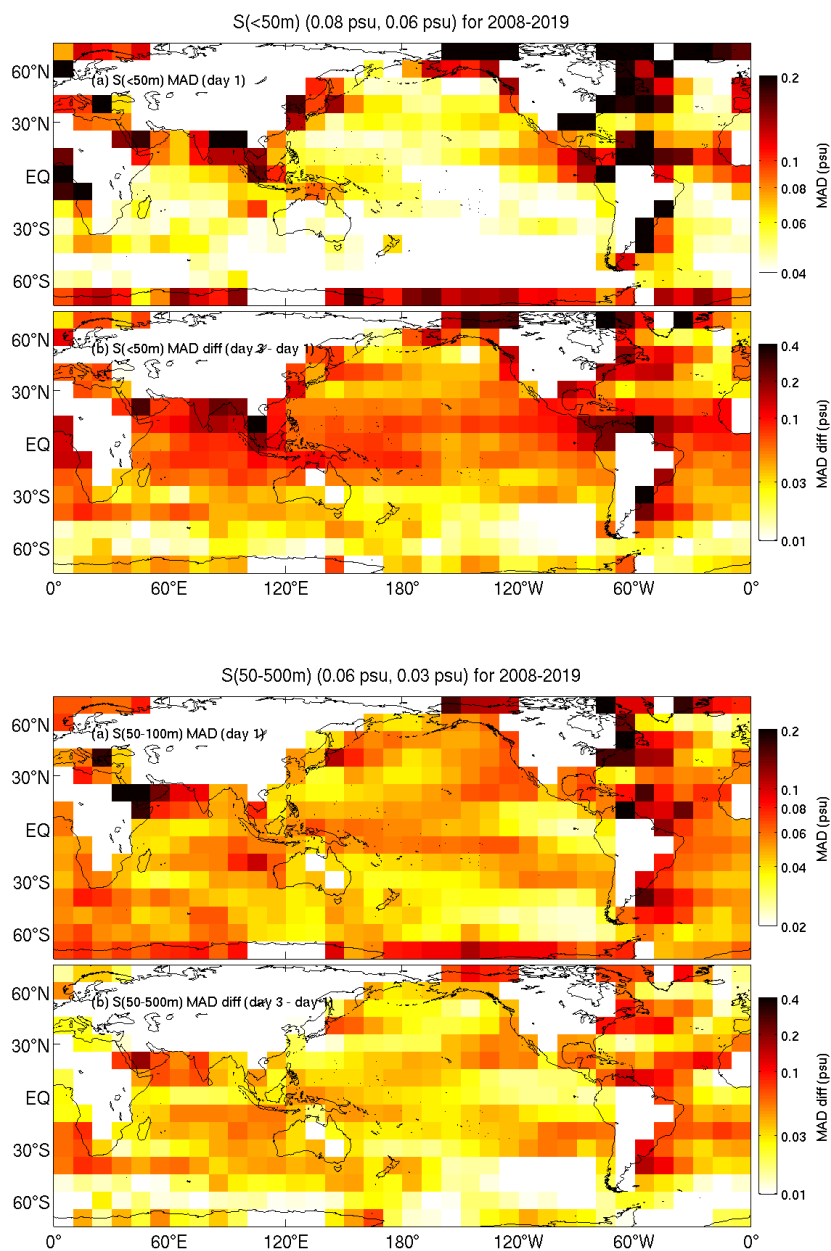 S(<50m) (0.08 psu, 0.06 psu) for 2008-2019
60°N
30°N
EQ
30°S
60°S
(a) S(<50m) MAD (day 1)
0.2
0.1
0.08
0.06
0.04
MAD (psu)
60°N
30°N
EQ
30°S
60°S
(b) S(<50m) MAD diff (day 3 - day 1)
0.4
0.2
0.1
0.03
0.01
MAD diff (psu)
0° 60°E 120°E 180° 120°W 60°W 0°
S(50-500m) (0.06 psu, 0.03 psu) for 2008-2019
60°N
30°N
EQ
30°S
60°S
(a) S(50-100m) MAD (day 1)
0.2
0.1
0.08
0.06
0.04
0.02
MAD (psu)
60°N
30°N
EQ
30°S
60°S
(b) S(50-500m) MAD diff (day 3 - day 1)
0.4
0.2
0.1
0.03
0.01
MAD diff (psu)
0° 60°E 120°E 180° 120°W 60°W 0°